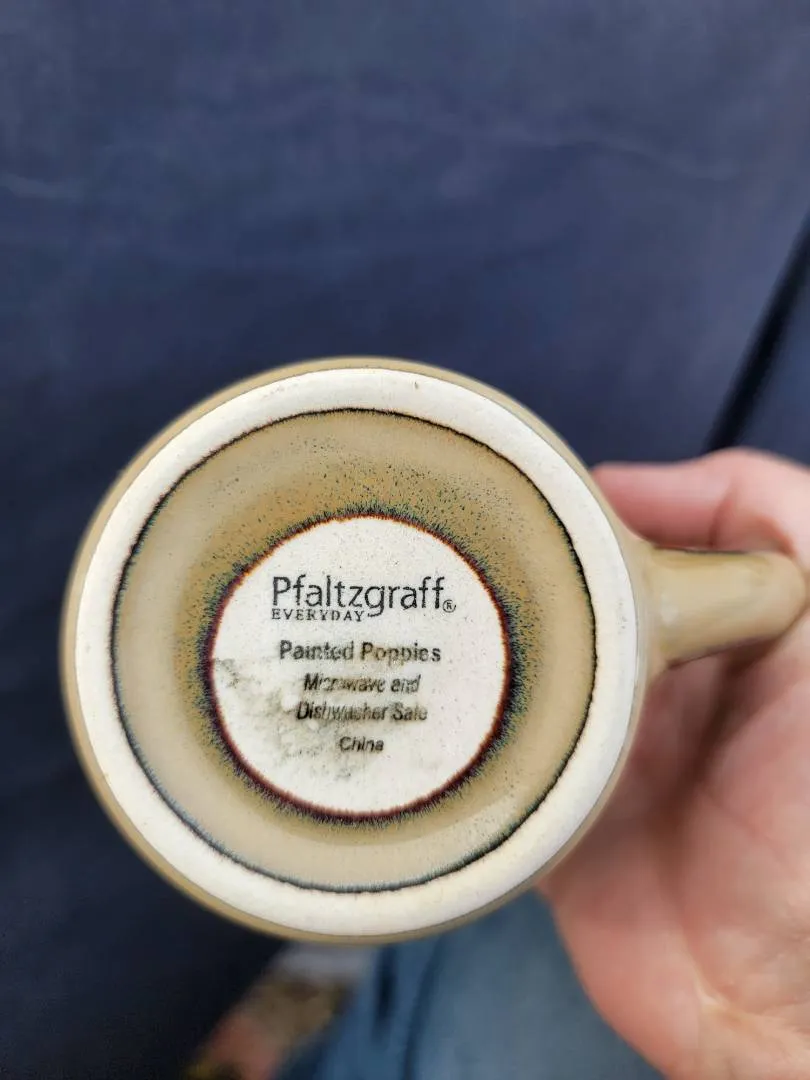 Pfaltzgraff®
EVERYDAY
Painted Poppies
Microwave and
Dishwasher Safe
China